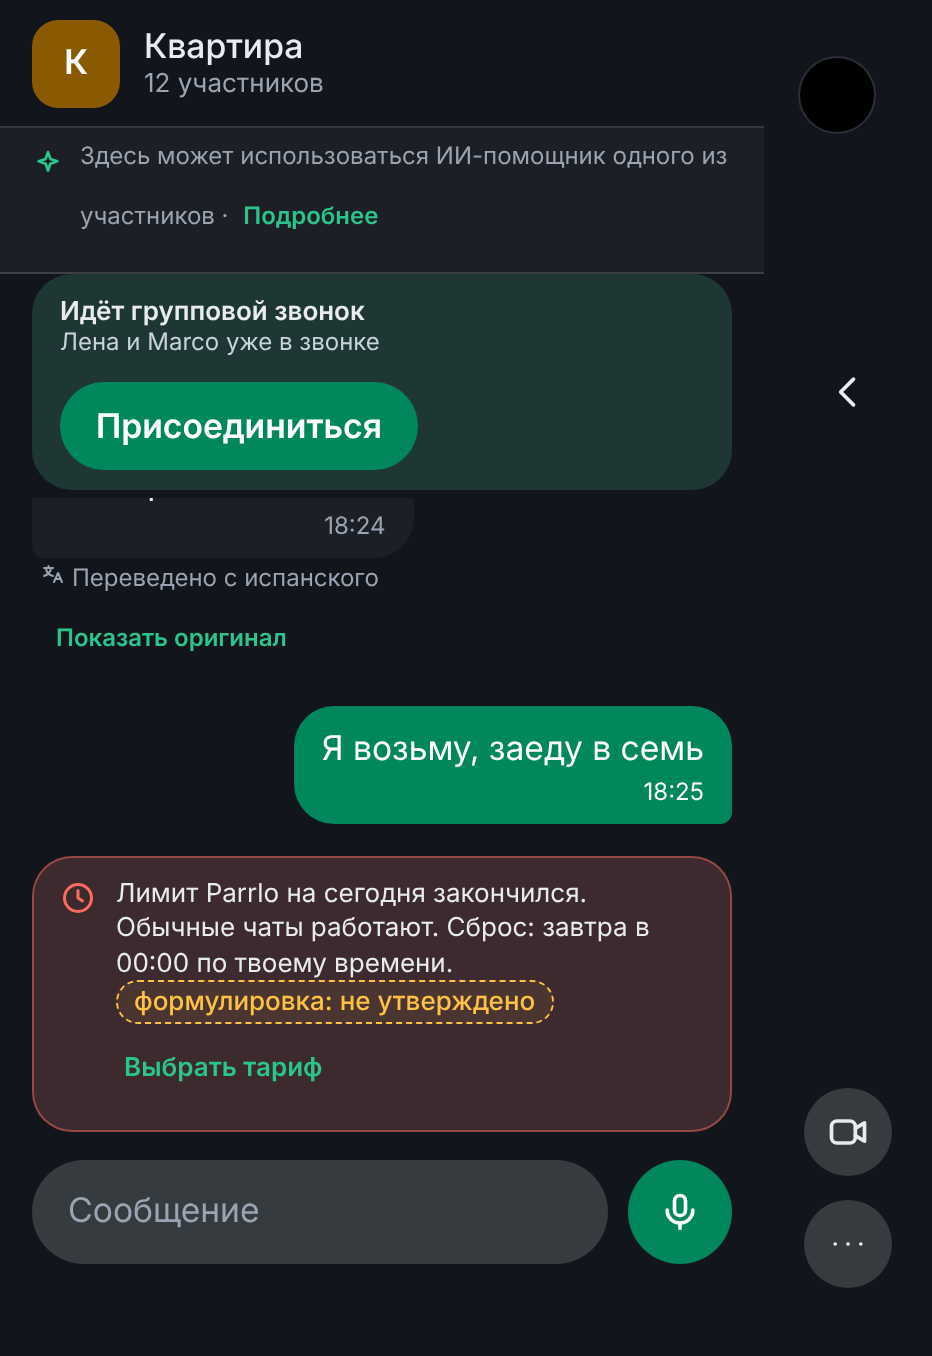 К
Квартира
12 участников
Здесь может использоваться ИИ-помощник одного из
участников · Подробнее
Идёт групповой звонок
Лена и Marco уже в звонке
Присоединиться
18:24
Переведено с испанского
Показать оригинал
Я возьму, заеду в семь
18:25
Лимит Parrlo на сегодня закончился.
Обычные чаты работают. Сброс: завтра в
00:00 по твоему времени.
формулировка: не утверждено
Выбрать тариф
Сообщение